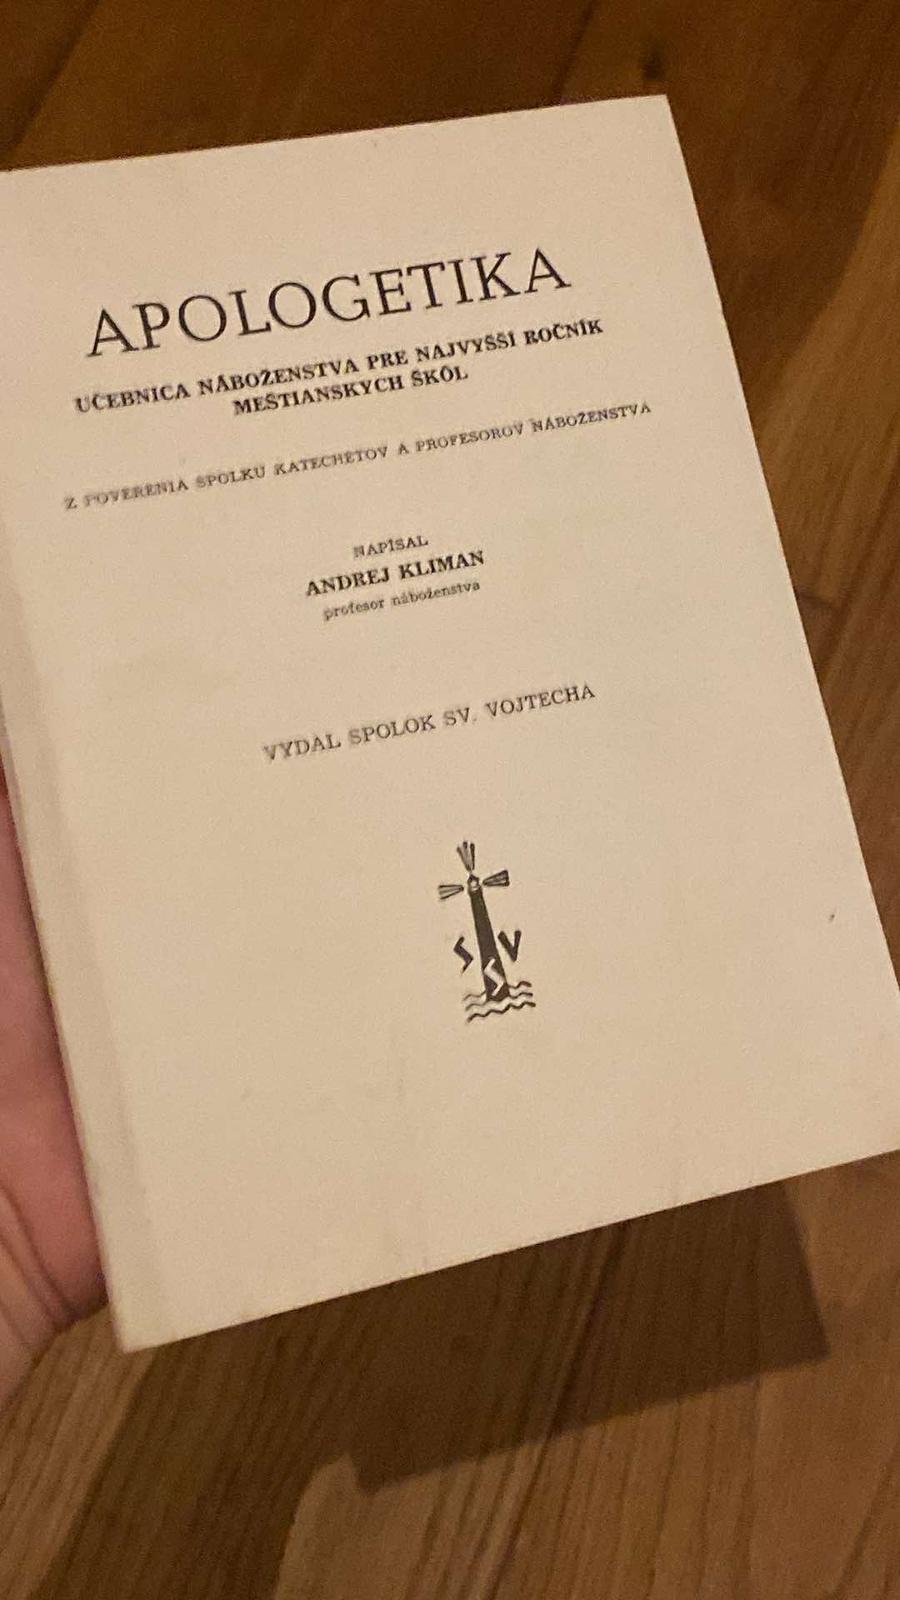 APOLOGETIKA
UČEBNICA NÁBOŽENSTVA PRE NAJVYŠŠÍ ROČNÍK
MEŠTIANSKYCH ŠKÔL
Z POVERENIA SPOLKU KATECHÉTOV A PROFESOROV NÁBOŽENSTVA
NAPÍSAL
ANDREJ KLIMAN
profesor náboženstva
VYDAL SPOLOK SV. VOJTECHA
S V
S